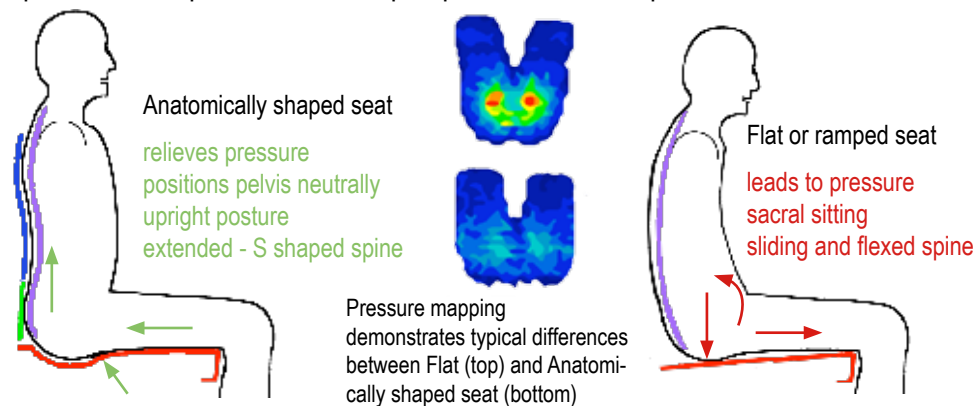 Anatomically shaped seat
relieves pressure
positions pelvis neutrally
upright posture
extended - S shaped spine
Pressure mapping
demonstrates typical differences
between Flat (top) and Anatomi-
cally shaped seat (bottom)
Flat or ramped seat
leads to pressure
sacral sitting
sliding and flexed spine